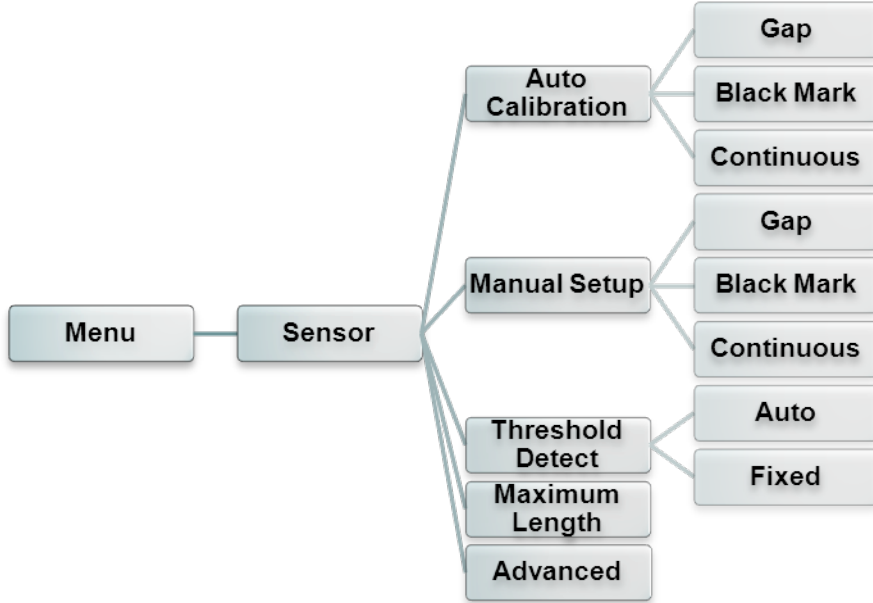 Menu
Sensor
Auto
Calibration
Gap
Black Mark
Continuous
Manual Setup
Gap
Black Mark
Continuous
Threshold
Detect
Auto
Fixed
Maximum
Length
Advanced